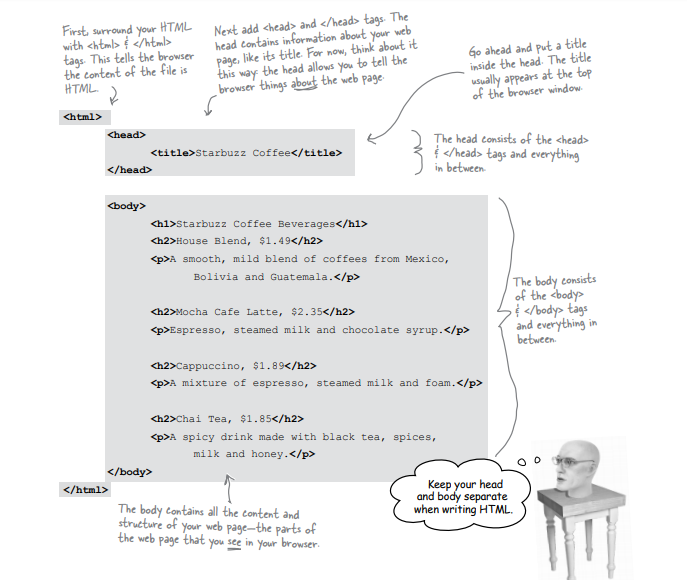 First, surround your HTML
with <html> & </html>
tags. This tells the browser
the content of the file is
HTML.
Next add <head> and </head> tags. The
head contains information about your web
page, like its title. For now, think about it
this way: the head allows you to tell the
browser things about the web page.
Go ahead and put a title
inside the head. The title
usually appears at the top
of the browser window.
<html>
<head>
<title>Starbuzz Coffee</title>
</head>
The head consists of the <head>
& </head> tags and everything
in between.
<body>
<h1>Starbuzz Coffee Beverages</h1>
<h2>House Blend, $1.49</h2>
<p>A smooth, mild blend of coffees from Mexico,
Bolivia and Guatemala.</p>
<h2>Mocha Cafe Latte, $2.35</h2>
<p>Espresso, steamed milk and chocolate syrup.</p>
<h2>Cappuccino, $1.89</h2>
<p>A mixture of espresso, steamed milk and foam.</p>
<h2>Chai Tea, $1.85</h2>
<p>A spicy drink made with black tea, spices,
milk and honey.</p>
</body>
</html>
The body consists
of the <body>
& </body> tags
and everything in
between.
Keep your head
and body separate
when writing HTML.
The body contains all the content and
structure of your web page—the parts of
the web page that you see in your browser.